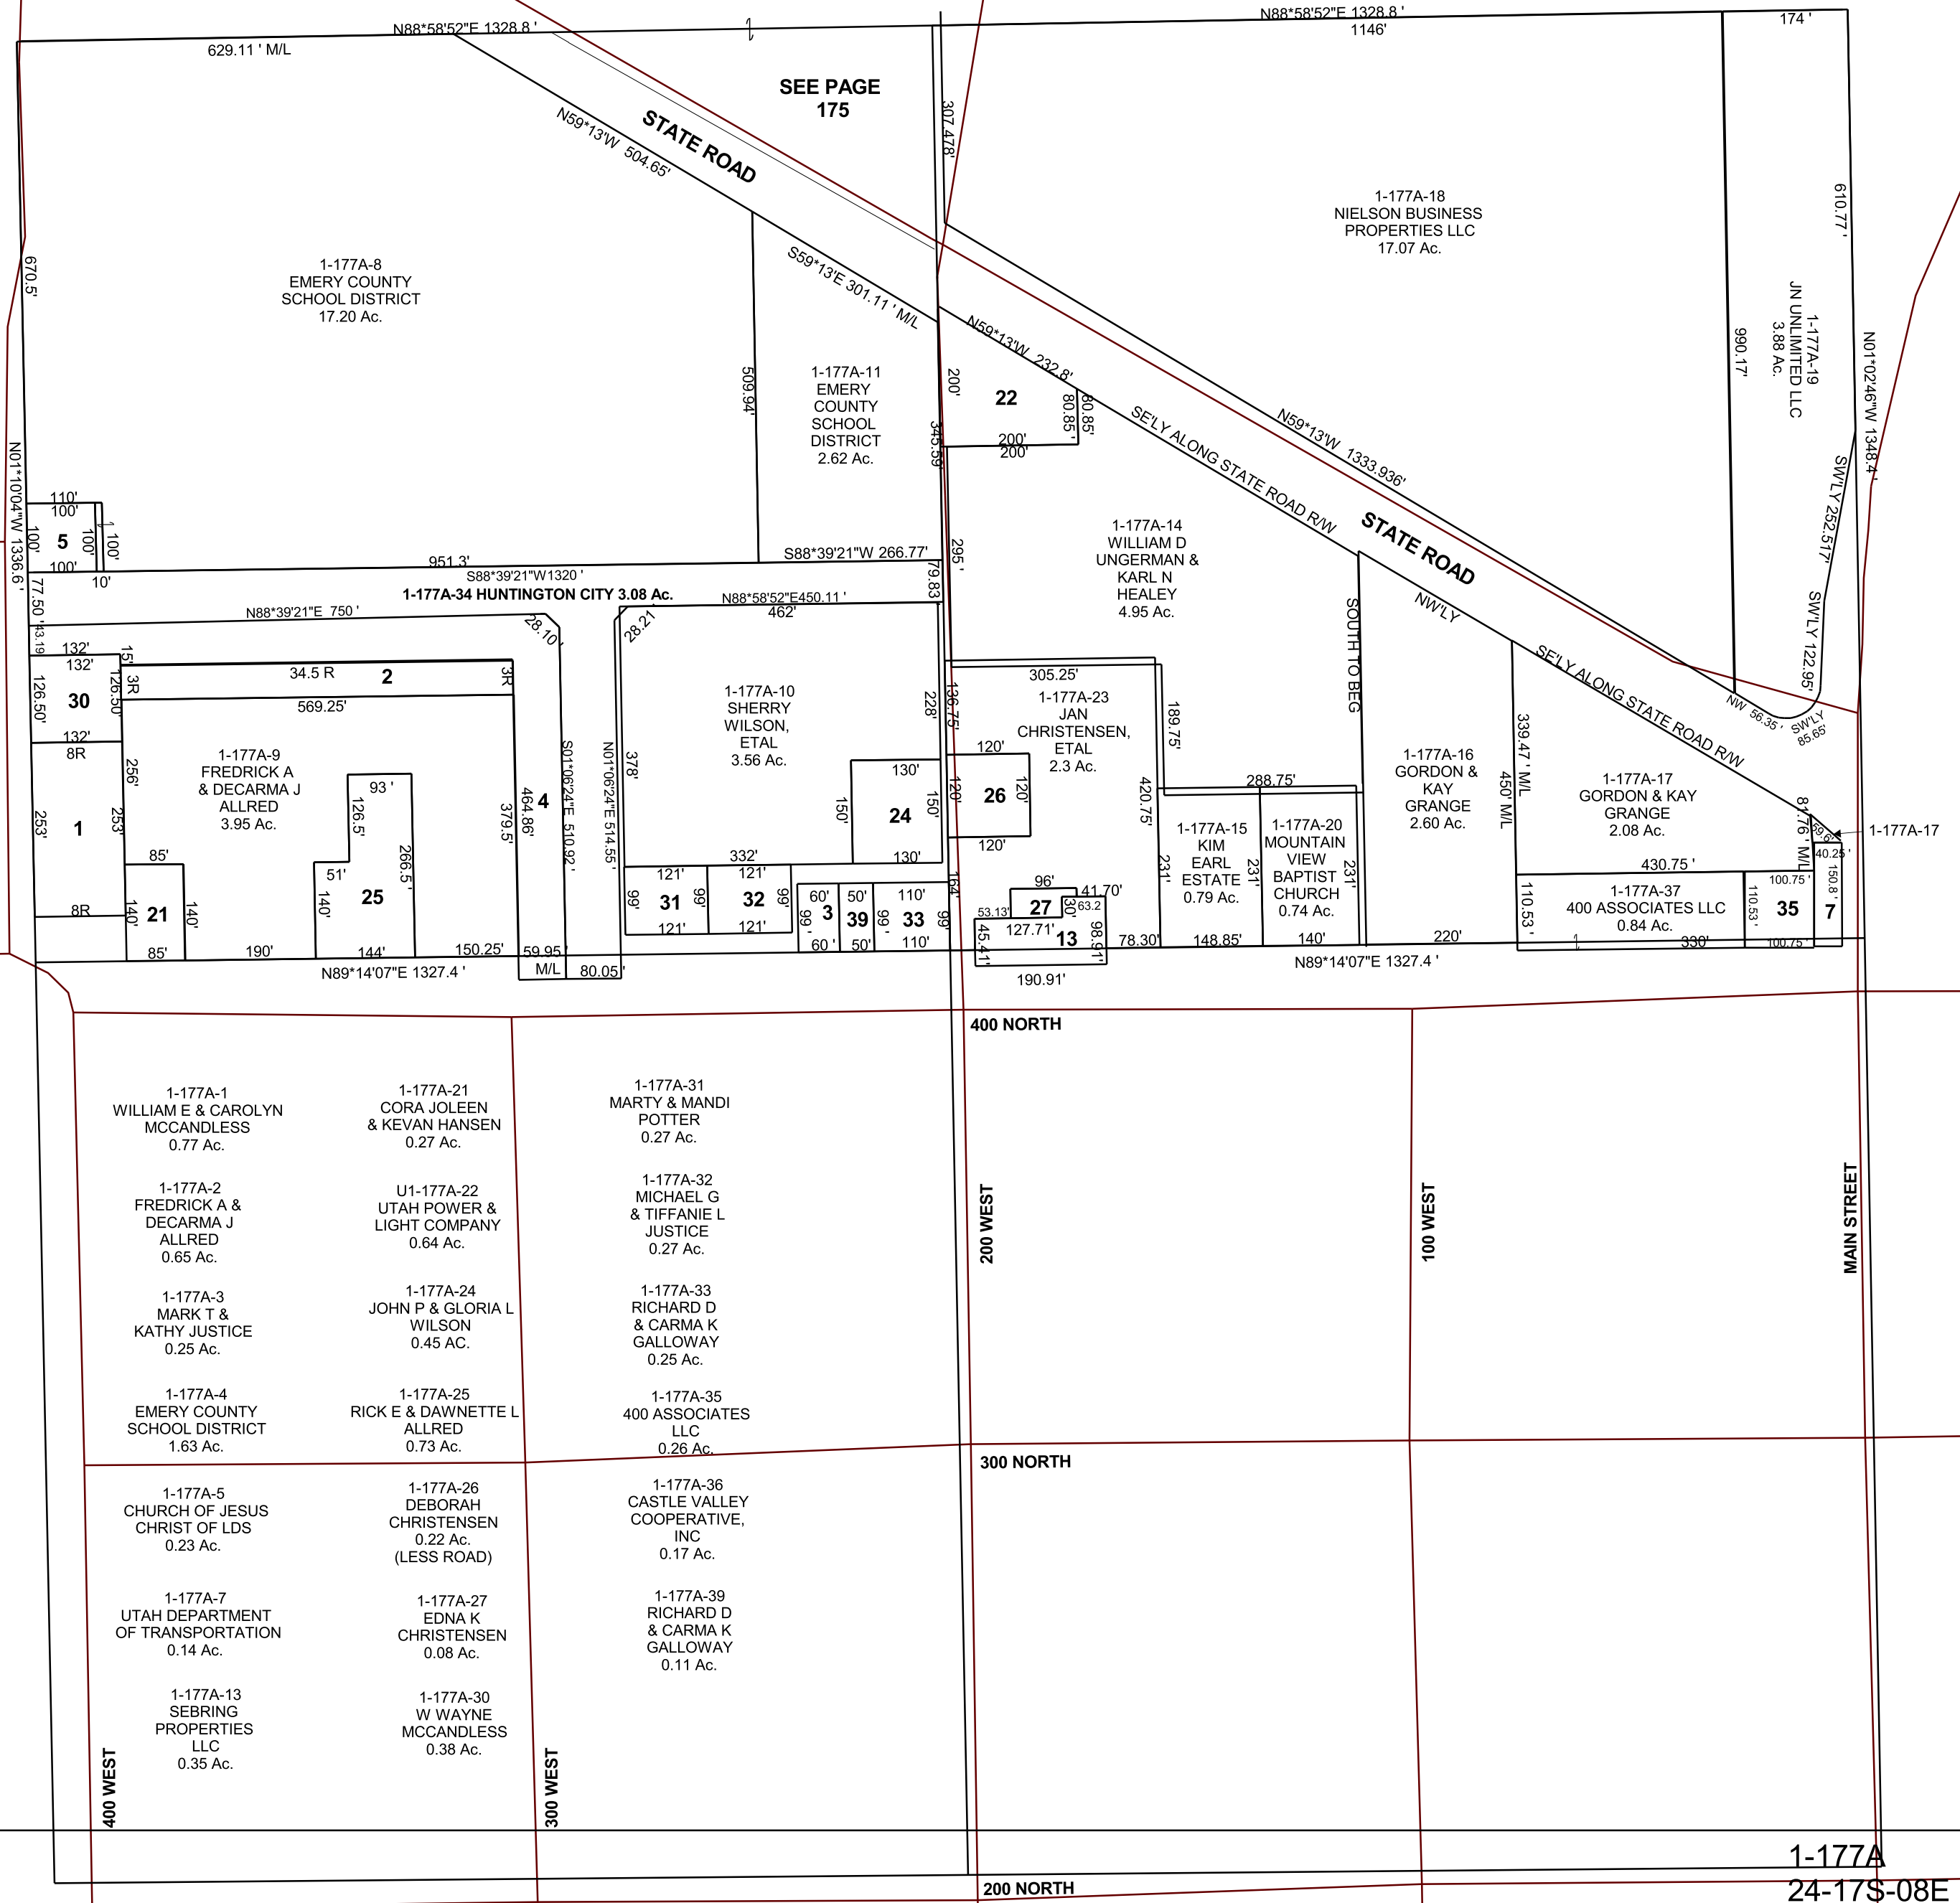 N88*58'52"E 1328.8 '
629.11 ' M/L
N88*58'52"E 1328.8 '
1146'
174 '
SEE PAGE
175
STATE ROAD
N59*13'W 504.65'
307.478'
670.5'
1-177A-8
EMERY COUNTY
SCHOOL DISTRICT
17.20 Ac.
S59*13'E 301.11 ' M/L
1-177A-18
NIELSON BUSINESS
PROPERTIES LLC
17.07 Ac.
610.77 '
1-177A-19
JN UNLIMITED LLC
3.88 Ac.
990.17'
N01*02'46"W 1348.4 '
509.94'
1-177A-11
EMERY
COUNTY
SCHOOL
DISTRICT
2.62 Ac.
345.59'
200'
N59*13'W 232.8'
22
80.85 '
80.85'
200'
200'
SE'LY ALONG STATE ROAD R/W
N59*13'W 1333.936'
STATE ROAD
SW'LY 252.517'
SW'LY 122.95'
N01*10'04"W 1336.6 '
110'
100'
100'
5
100'
100'
100'
10'
951.3'
S88*39'21"W 266.77'
S88*39'21"W1320 '
1-177A-34 HUNTINGTON CITY 3.08 Ac.
79.83'
295 '
1-177A-14
WILLIAM D
UNGERMAN &
KARL N
HEALEY
4.95 Ac.
SOUTH TO BEG
NW'LY
SE'LY ALONG STATE ROAD R/W
NW 56.35 '
SW'LY
85.65'
77.50 '
43.19
N88*39'21"E 750 '
28.10 '
28.21'
N88*58'52"E450.11 '
462'
132'
132'
15'
126.50'
30
126.50'
132'
8R
3R
34.5 R
2
3R
569.25'
1-177A-9
FREDRICK A
& DECARMA J
ALLRED
3.95 Ac.
256'
253'
1
253'
93 '
126.5'
266.5 '
51'
140'
25
464.86'
379.5'
4
S01*06'24"E 510.92 '
N01*06'24"E 514.55 '
378'
1-177A-10
SHERRY
WILSON,
ETAL
3.56 Ac.
228'
130'
150'
24
150'
130'
332'
136.75'
305.25'
1-177A-23
JAN
CHRISTENSEN,
ETAL
2.3 Ac.
189.75'
420.75'
120'
120'
26
120'
120'
164'
288.75'
1-177A-15
KIM
EARL
ESTATE
0.79 Ac.
231'
231'
1-177A-20
MOUNTAIN
VIEW
BAPTIST
CHURCH
0.74 Ac.
231'
1-177A-16
GORDON &
KAY
GRANGE
2.60 Ac.
339.47 ' M/L
450' M/L
1-177A-17
GORDON & KAY
GRANGE
2.08 Ac.
81.76 ' M/L
59.6'
1-177A-17
40.25 '
430.75 '
1-177A-37
400 ASSOCIATES LLC
0.84 Ac.
110.53 '
110.53 '
100.75 '
35
150.8 '
7
8R
85'
140'
21
140'
85'
190'
144'
150.25'
59.95
M/L
80.05'
121'
99'
31
121'
121'
99'
32
99'
121'
60'
99 '
3
60 '
50'
39
50'
99 '
110'
33
110'
99'
96'
41.70'
53.13'
27
30'
63.2
127.71'
13
45.41'
98.91'
190.91'
78.30'
148.85'
140'
220'
330'
100.75 '
N89*14'07"E 1327.4 '
N89*14'07"E 1327.4 '
400 NORTH
1-177A-1
WILLIAM E & CAROLYN
MCCANDLESS
0.77 Ac.
1-177A-2
FREDRICK A &
DECARMA J
ALLRED
0.65 Ac.
1-177A-3
MARK T &
KATHY JUSTICE
0.25 Ac.
1-177A-4
EMERY COUNTY
SCHOOL DISTRICT
1.63 Ac.
1-177A-5
CHURCH OF JESUS
CHRIST OF LDS
0.23 Ac.
1-177A-7
UTAH DEPARTMENT
OF TRANSPORTATION
0.14 Ac.
1-177A-13
SEBRING
PROPERTIES
LLC
0.35 Ac.
1-177A-21
CORA JOLEEN
& KEVAN HANSEN
0.27 Ac.
U1-177A-22
UTAH POWER &
LIGHT COMPANY
0.64 Ac.
1-177A-24
JOHN P & GLORIA L
WILSON
0.45 AC.
1-177A-25
RICK E & DAWNETTE L
ALLRED
0.73 Ac.
1-177A-26
DEBORAH
CHRISTENSEN
0.22 Ac.
(LESS ROAD)
1-177A-27
EDNA K
CHRISTENSEN
0.08 Ac.
1-177A-30
W WAYNE
MCCANDLESS
0.38 Ac.
1-177A-31
MARTY & MANDI
POTTER
0.27 Ac.
1-177A-32
MICHAEL G
& TIFFANIE L
JUSTICE
0.27 Ac.
1-177A-33
RICHARD D
& CARMA K
GALLOWAY
0.25 Ac.
1-177A-35
400 ASSOCIATES
LLC
0.26 Ac.
1-177A-36
CASTLE VALLEY
COOPERATIVE,
INC
0.17 Ac.
1-177A-39
RICHARD D
& CARMA K
GALLOWAY
0.11 Ac.
200 WEST
100 WEST
MAIN STREET
300 NORTH
400 WEST
300 WEST
200 NORTH
1-177A
24-17S-08E